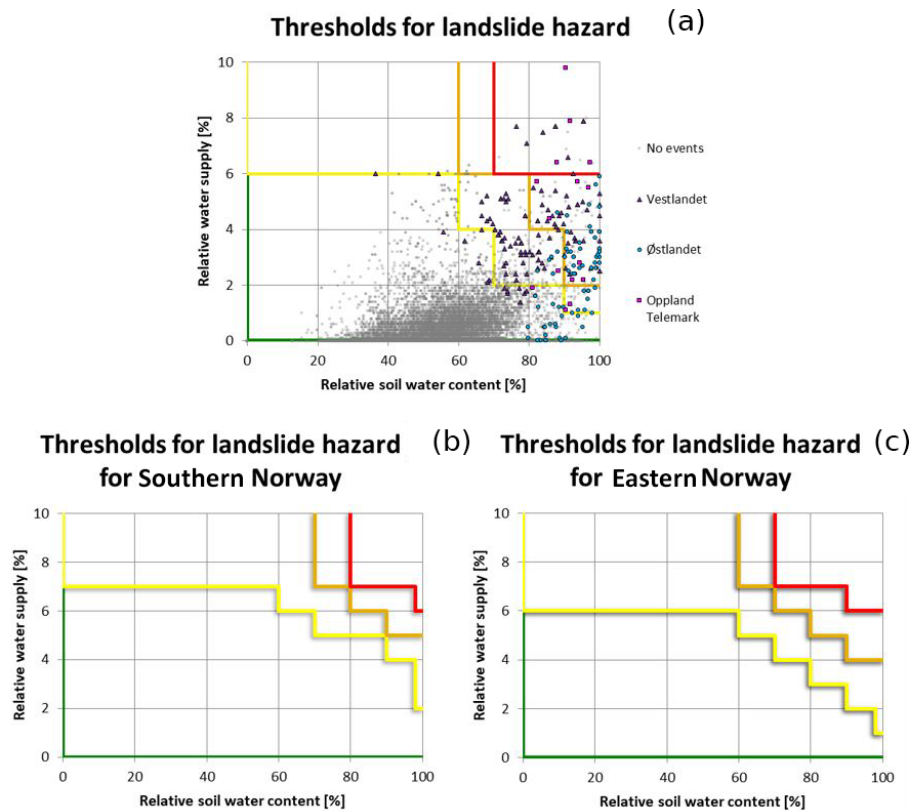 Thresholds for landslide hazard (a)
Relative water supply [%]
10
8
6
4
2
0
0 20 40 60 80 100
Relative soil water content [%]
No events
Vestlandet
Østlandet
Oppland
Telemark
Thresholds for landslide hazard (b)
for Southern Norway
Relative water supply [%]
10
8
6
4
2
0
0 20 40 60 80 100
Relative soil water content [%]
Thresholds for landslide hazard (c)
for Eastern Norway
Relative water supply [%]
10
8
6
4
2
0
0 20 40 60 80 100
Relative soil water content [%]